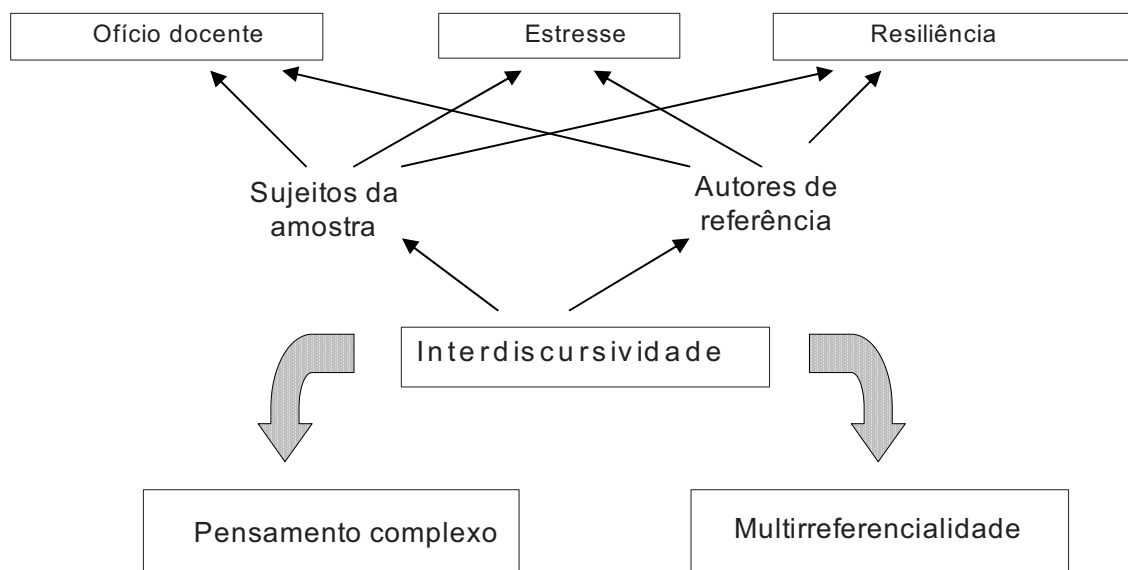 Ofício docente
Estresse
Resiliência
Sujeitos da
amostra
Autores de
referência
Interdiscursividade
Pensamento complexo
Multirreferencialidade